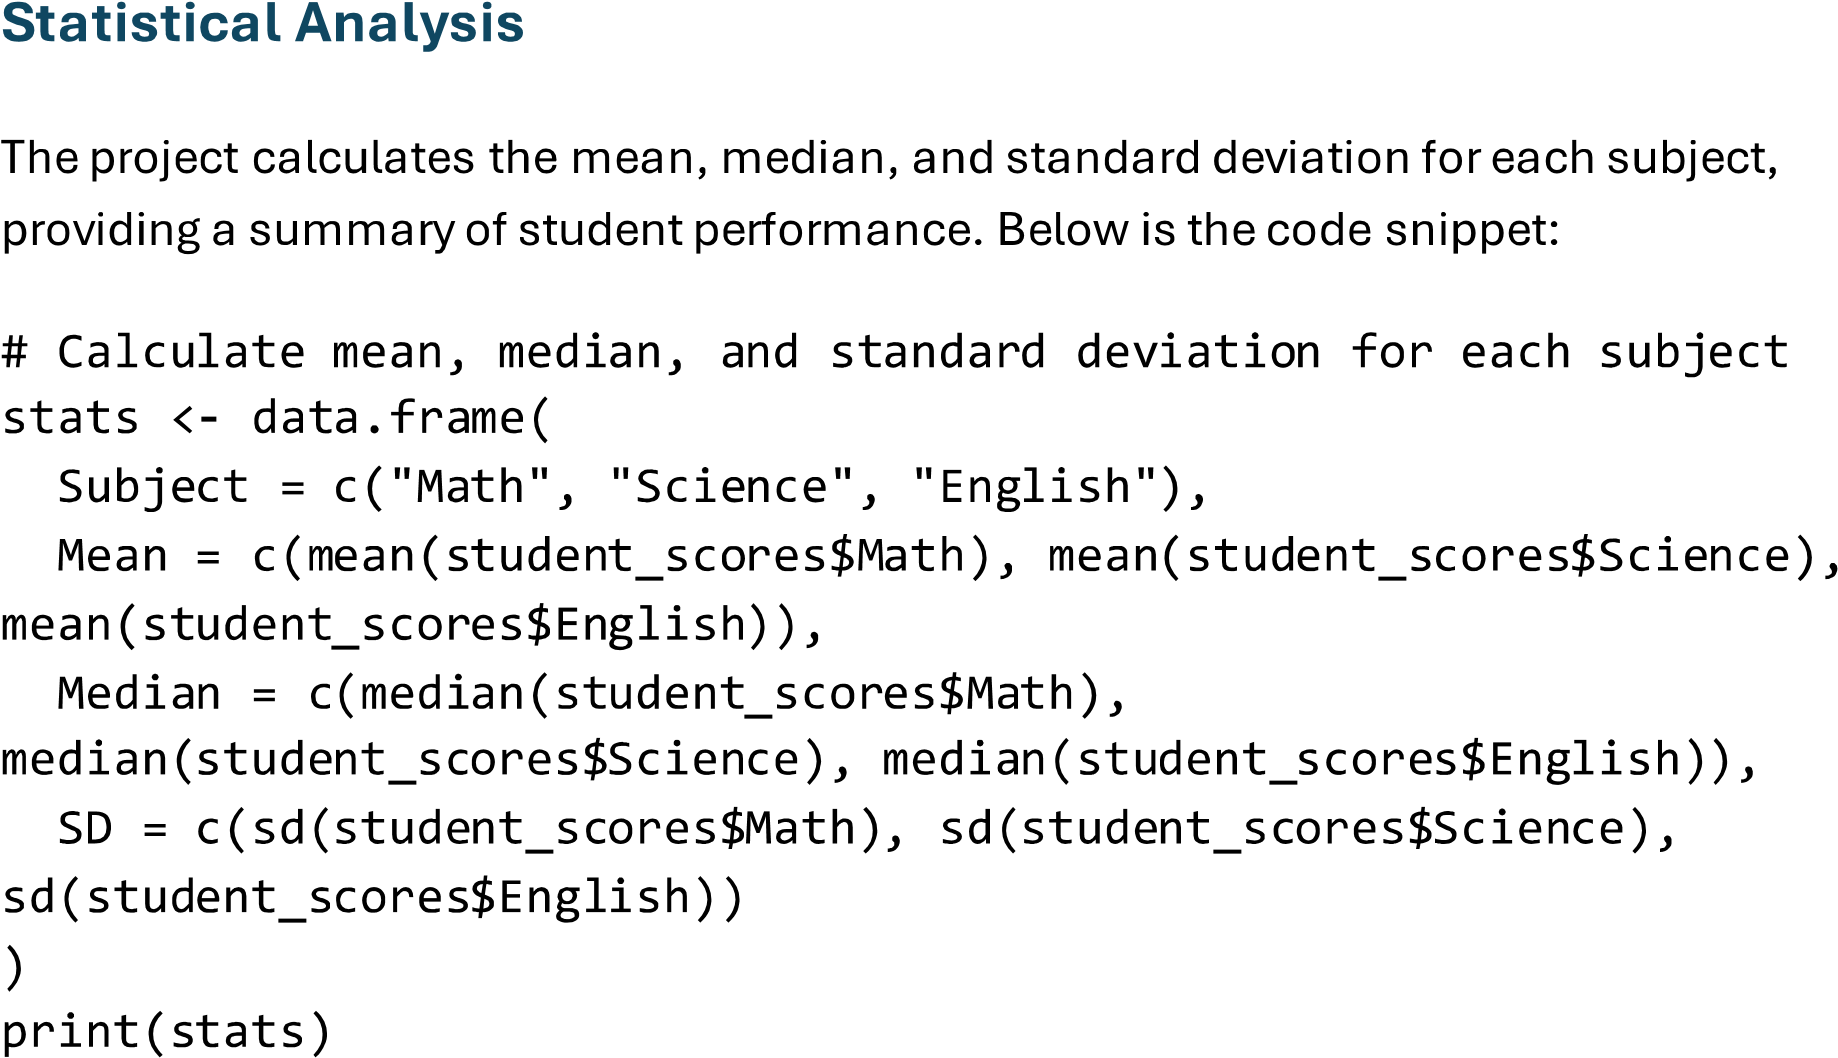 Statistical Analysis
The project calculates the mean, median, and standard deviation for each subject,
providing a summary of student performance. Below is the code snippet:
# Calculate mean, median, and standard deviation for each subject
stats <- data.frame(
  Subject = c("Math", "Science", "English"),
  Mean = c(mean(student_scores$Math), mean(student_scores$Science),
mean(student_scores$English)),
  Median = c(median(student_scores$Math),
median(student_scores$Science), median(student_scores$English)),
  SD = c(sd(student_scores$Math), sd(student_scores$Science),
sd(student_scores$English))
)
print(stats)